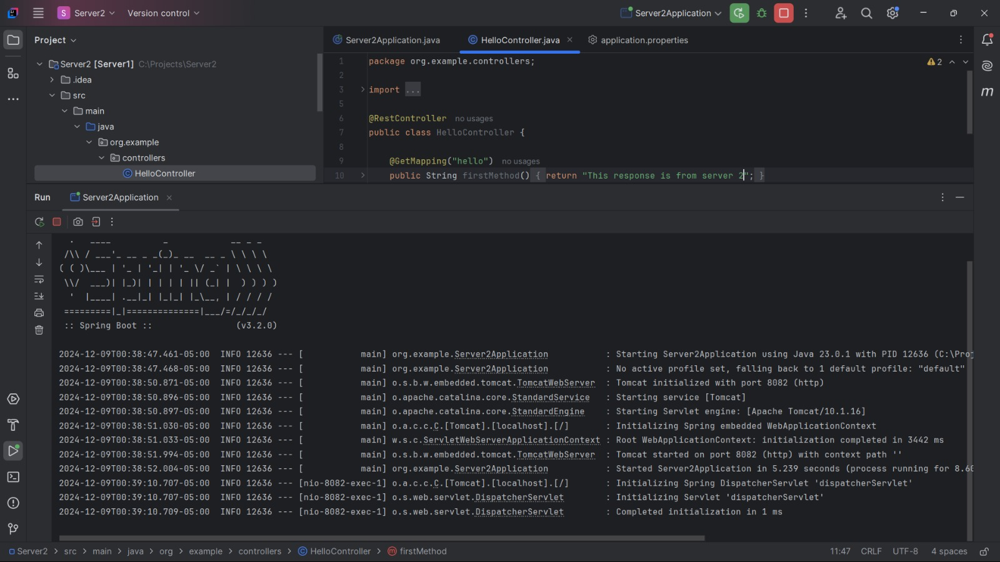 S Server2 Version control Server2Application
Project
Server2Application.java HelloController.java application.properties
Server2 [Server1] C:\Projects\Server2
.idea
src
main
java
org.example
controllers
HelloController
1 package org.example.controllers;
2
3 import ...
5
6 @RestController no usages
7 public class HelloController {
8
9 @GetMapping("hello") no usages
10 public String firstMethod() { return "This response is from server 2"; }
2
m
Run Server2Application
  .   ____          _            __ _ _
 /\\ / ___'_ __ _ _(_)_ __  __ _ \ \ \ \
( ( )\___ | '_ | '_| | '_ \/ _` | \ \ \ \
 \\/  ___)| |_)| | | | | || (_| |  ) ) ) )
  '  |____| .__|_| |_|_| |_\__, | / / / /
 =========|_|==============|___/=/_/_/_/
:: Spring Boot :: (v3.2.0)
2024-12-09T00:38:47.461-05:00 INFO 12636 --- [ main] org.example.Server2Application : Starting Server2Application using Java 23.0.1 with PID 12636 (C:\Proj
2024-12-09T00:38:47.468-05:00 INFO 12636 --- [ main] org.example.Server2Application : No active profile set, falling back to 1 default profile: "default"
2024-12-09T00:38:50.871-05:00 INFO 12636 --- [ main] o.s.b.w.embedded.tomcat.TomcatWebServer : Tomcat initialized with port 8082 (http)
2024-12-09T00:38:50.896-05:00 INFO 12636 --- [ main] o.apache.catalina.core.StandardService : Starting service [Tomcat]
2024-12-09T00:38:50.897-05:00 INFO 12636 --- [ main] o.apache.catalina.core.StandardEngine : Starting Servlet engine: [Apache Tomcat/10.1.16]
2024-12-09T00:38:51.030-05:00 INFO 12636 --- [ main] o.a.c.c.C.[Tomcat].[localhost].[/] : Initializing Spring embedded WebApplicationContext
2024-12-09T00:38:51.033-05:00 INFO 12636 --- [ main] w.s.c.ServletWebServerApplicationContext : Root WebApplicationContext: initialization completed in 3442 ms
2024-12-09T00:38:51.994-05:00 INFO 12636 --- [ main] o.s.b.w.embedded.tomcat.TomcatWebServer : Tomcat started on port 8082 (http) with context path ''
2024-12-09T00:38:52.004-05:00 INFO 12636 --- [ main] org.example.Server2Application : Started Server2Application in 5.239 seconds (process running for 8.60
2024-12-09T00:39:10.707-05:00 INFO 12636 --- [nio-8082-exec-1] o.a.c.c.C.[Tomcat].[localhost].[/] : Initializing Spring DispatcherServlet 'dispatcherServlet'
2024-12-09T00:39:10.707-05:00 INFO 12636 --- [nio-8082-exec-1] o.s.web.servlet.DispatcherServlet : Initializing Servlet 'dispatcherServlet'
2024-12-09T00:39:10.709-05:00 INFO 12636 --- [nio-8082-exec-1] o.s.web.servlet.DispatcherServlet : Completed initialization in 1 ms
Server2 > src > main > java > org > example > controllers > HelloController > firstMethod 11:47 CRLF UTF-8 4 spaces